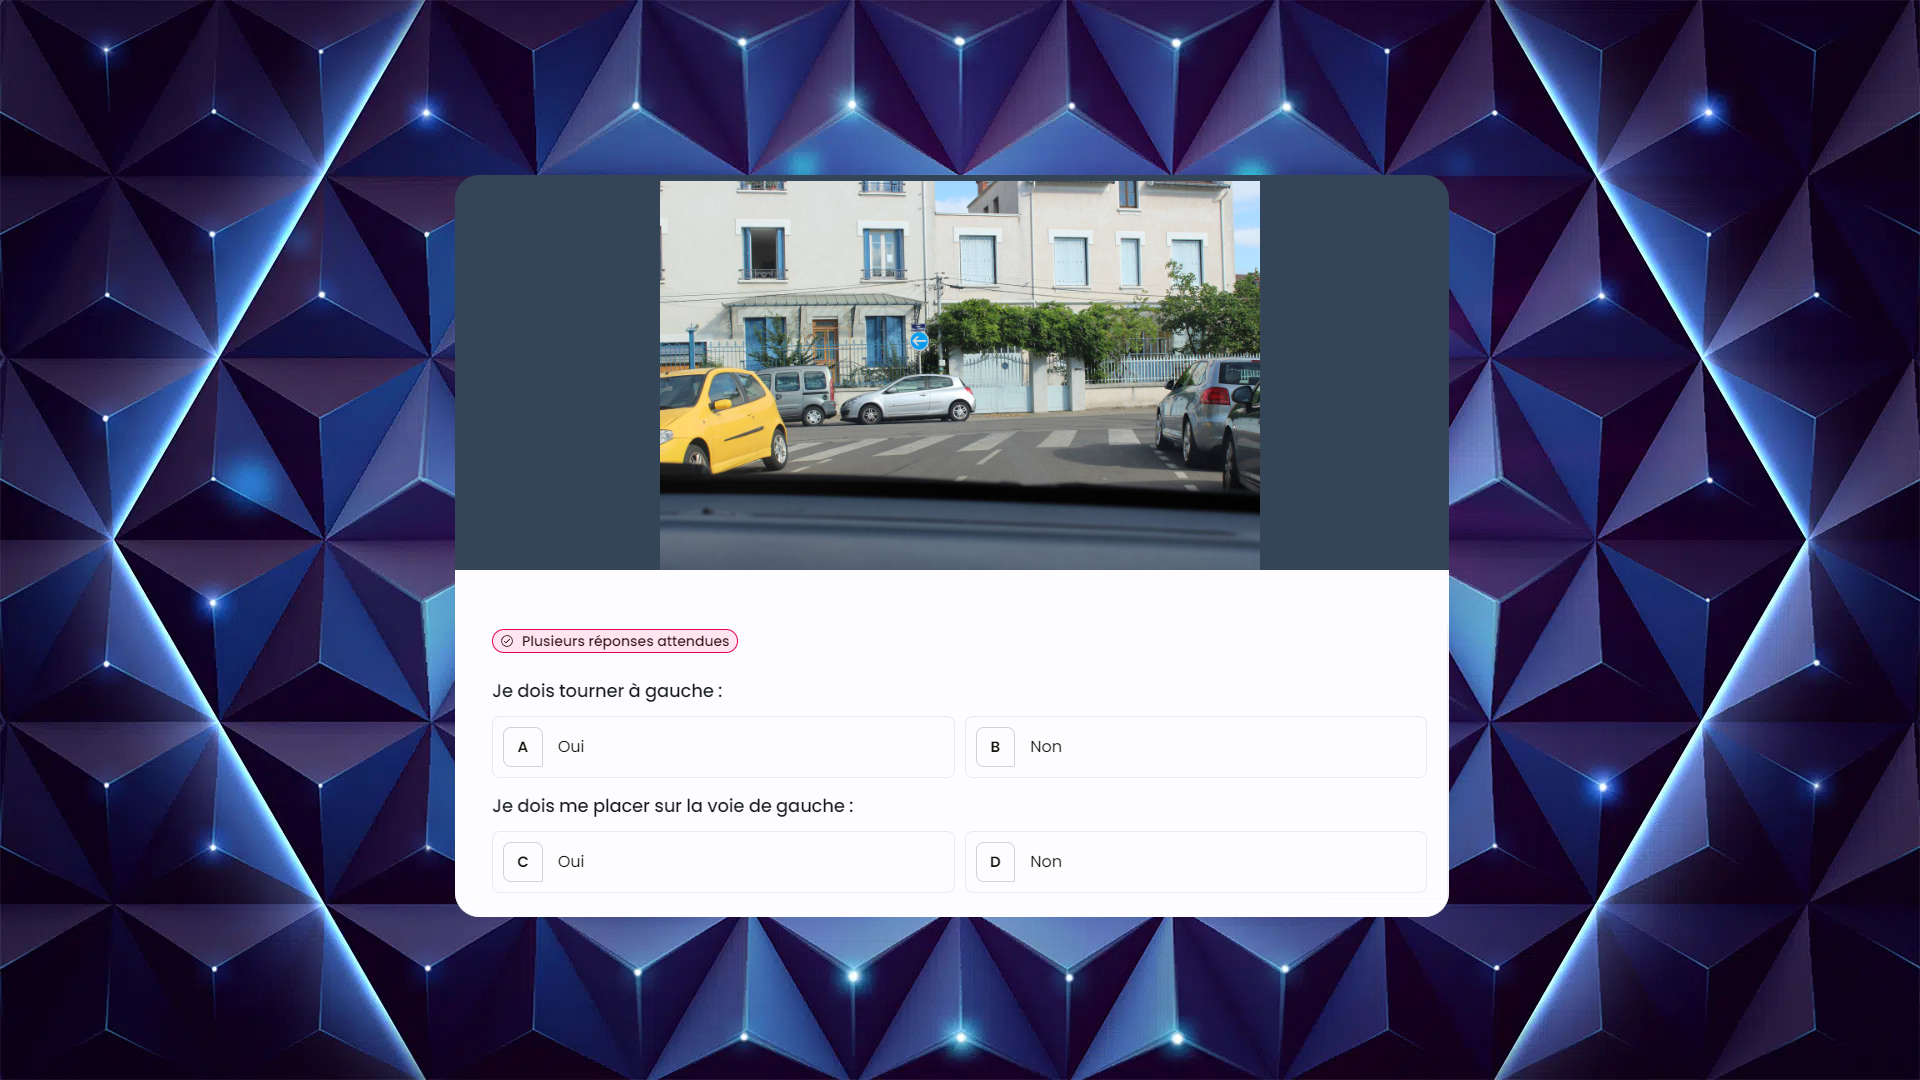 Plusieurs réponses attendues
Je dois tourner à gauche :
A Oui
B Non
Je dois me placer sur la voie de gauche :
C Oui
D Non